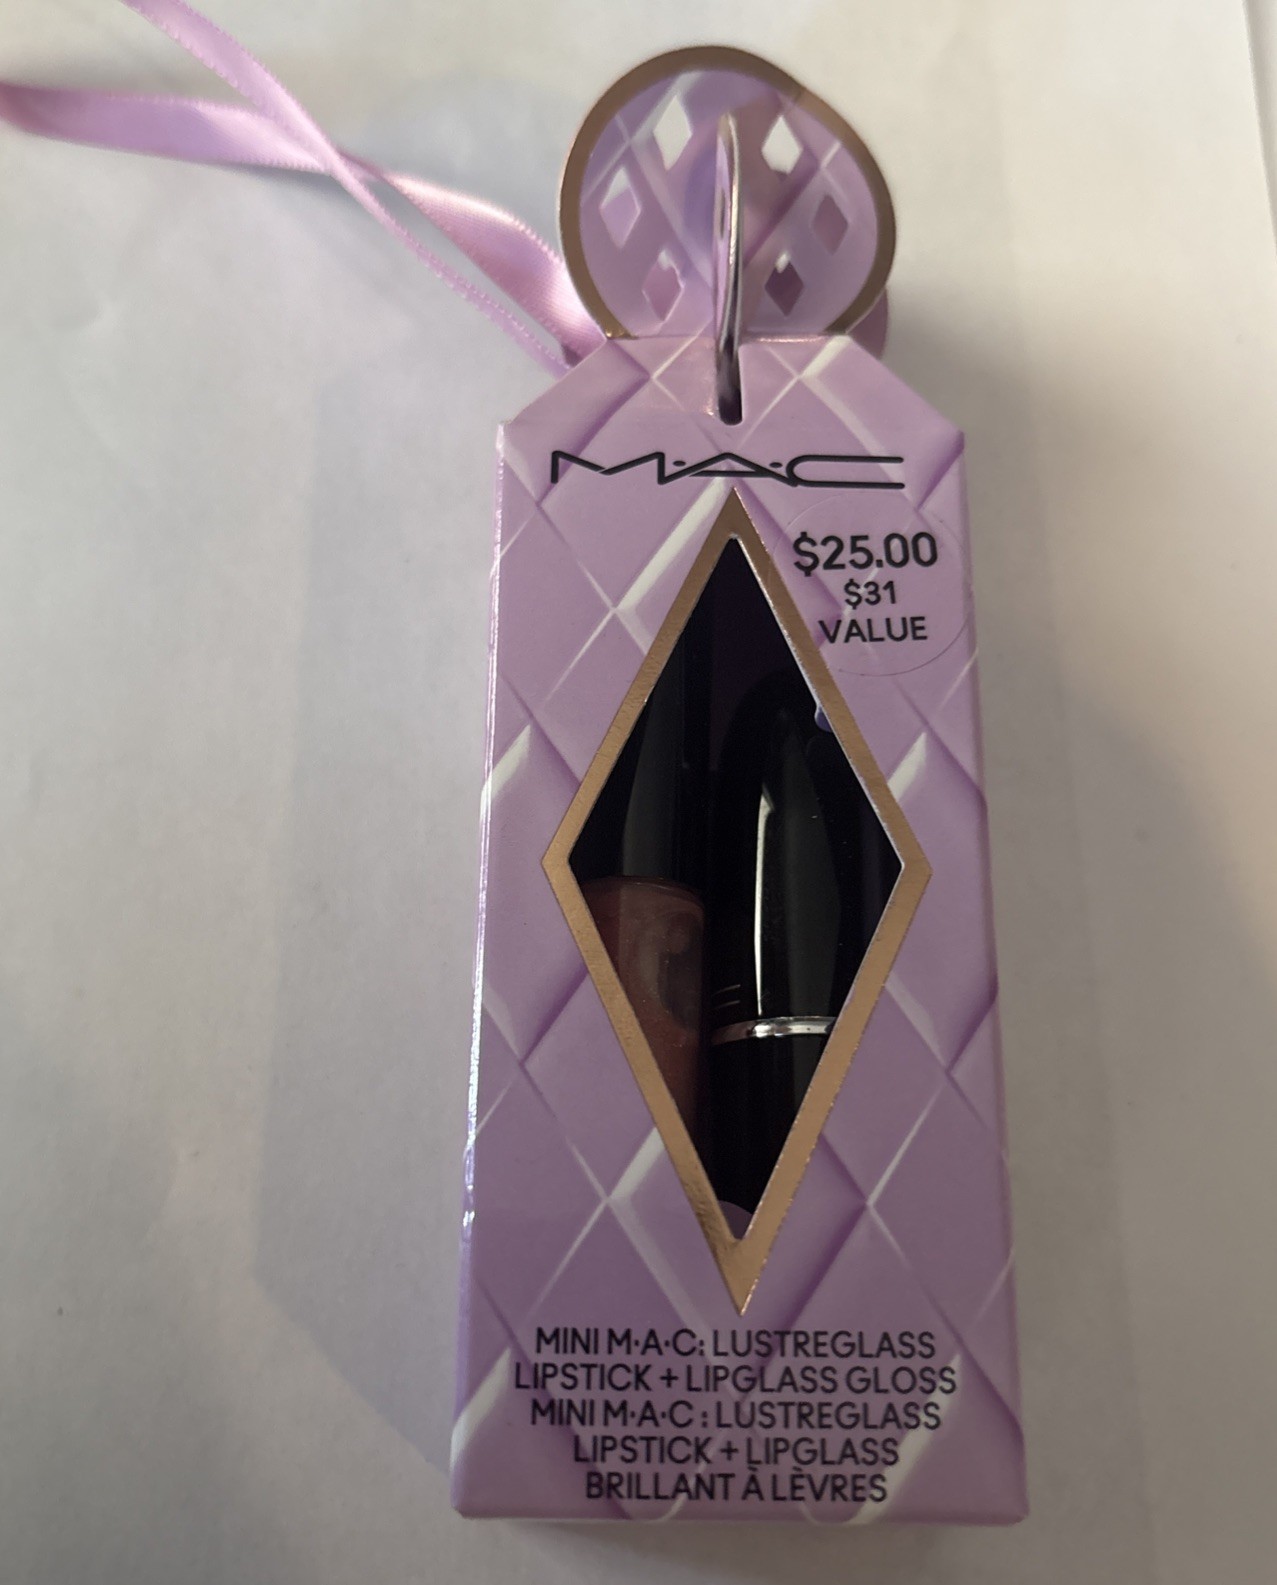 M·A·C
$25.00
$31
VALUE
MINI M·A·C: LUSTREGLASS
LIPSTICK + LIPGLASS GLOSS
MINI M·A·C : LUSTREGLASS
LIPSTICK + LIPGLASS
BRILLANT À LÈVRES